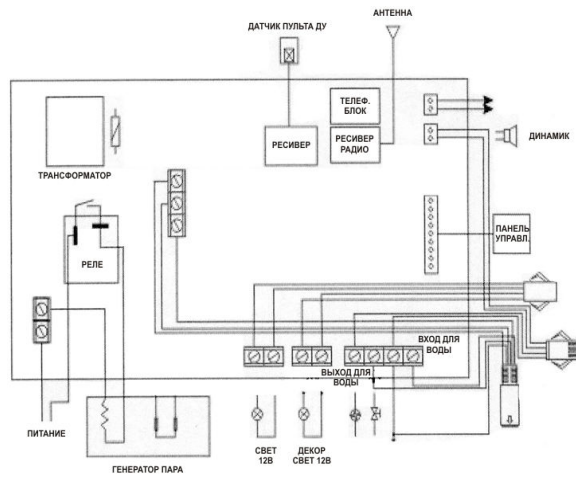 АНТЕННА
ДАТЧИК ПУЛЬТА ДУ
ТЕЛЕФ.
БЛОК
РЕСИВЕР
РЕСИВЕР
РАДИО
ДИНАМИК
ТРАНСФОРМАТОР
ПАНЕЛЬ
УПРАВЛ.
РЕЛЕ
ВХОД ДЛЯ
ВОДЫ
ВЫХОД ДЛЯ
ВОДЫ
ПИТАНИЕ
ГЕНЕРАТОР ПАРА
СВЕТ
12В
ДЕКОР
СВЕТ 12В